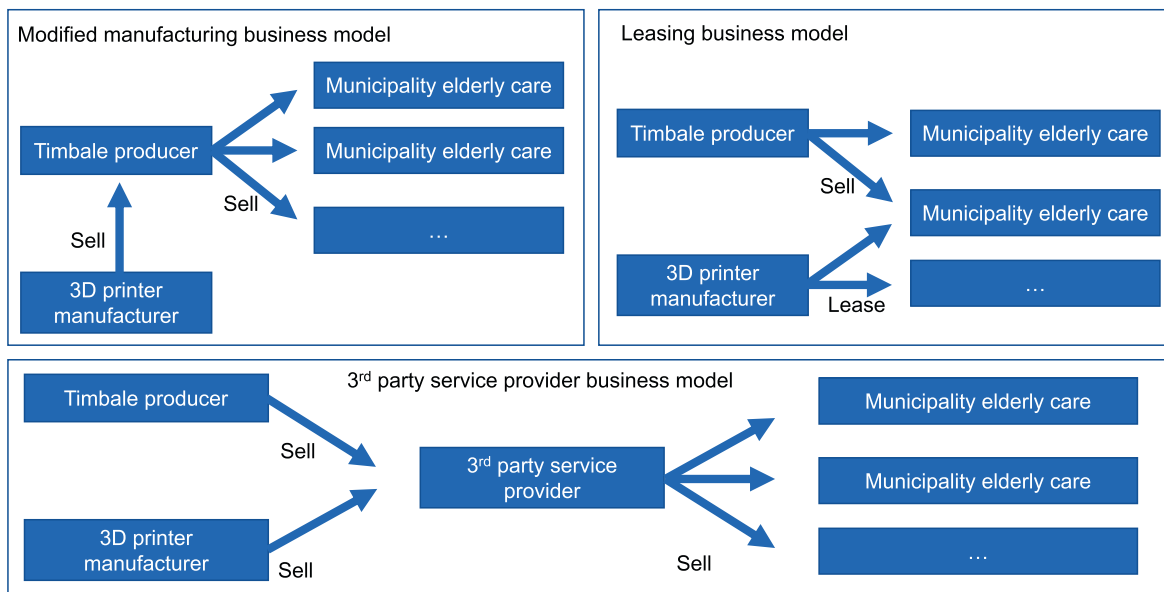 Modified manufacturing business model
Municipality elderly care
Timbale producer
Municipality elderly care
Sell
...
Sell
3D printer
manufacturer
Leasing business model
Timbale producer
Municipality elderly care
Sell
Municipality elderly care
3D printer
manufacturer
...
Lease
3rd party service provider business model
Timbale producer
Municipality elderly care
Sell
3rd party service
provider
Municipality elderly care
3D printer
manufacturer
...
Sell
Sell